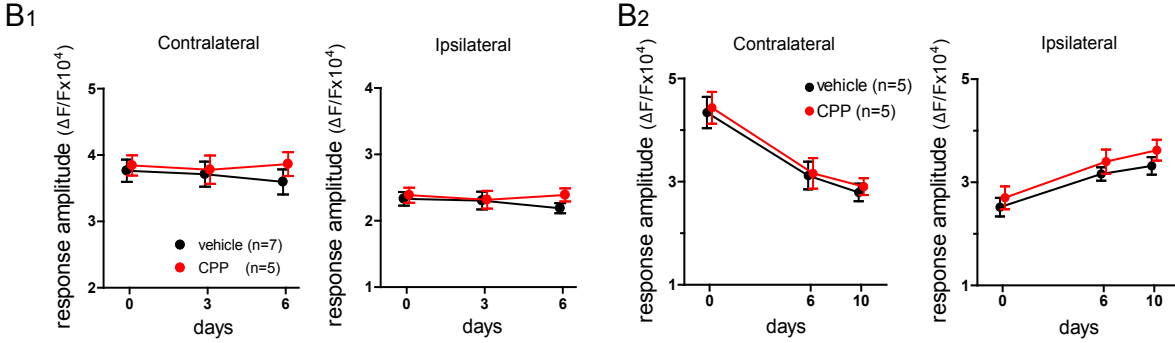 B1
Contralateral
response amplitude (ΔF/Fx10⁴)
5
4
3
2
vehicle (n=7)
CPP (n=5)
0 3 6
days
Ipsilateral
response amplitude (ΔF/Fx10⁴)
4
3
2
1
0 3 6
days
B2
Contralateral
response amplitude (ΔF/Fx10⁴)
5
3
1
vehicle (n=5)
CPP (n=5)
0 6 10
days
Ipsilateral
response amplitude (ΔF/Fx10⁴)
5
3
1
0 6 10
days